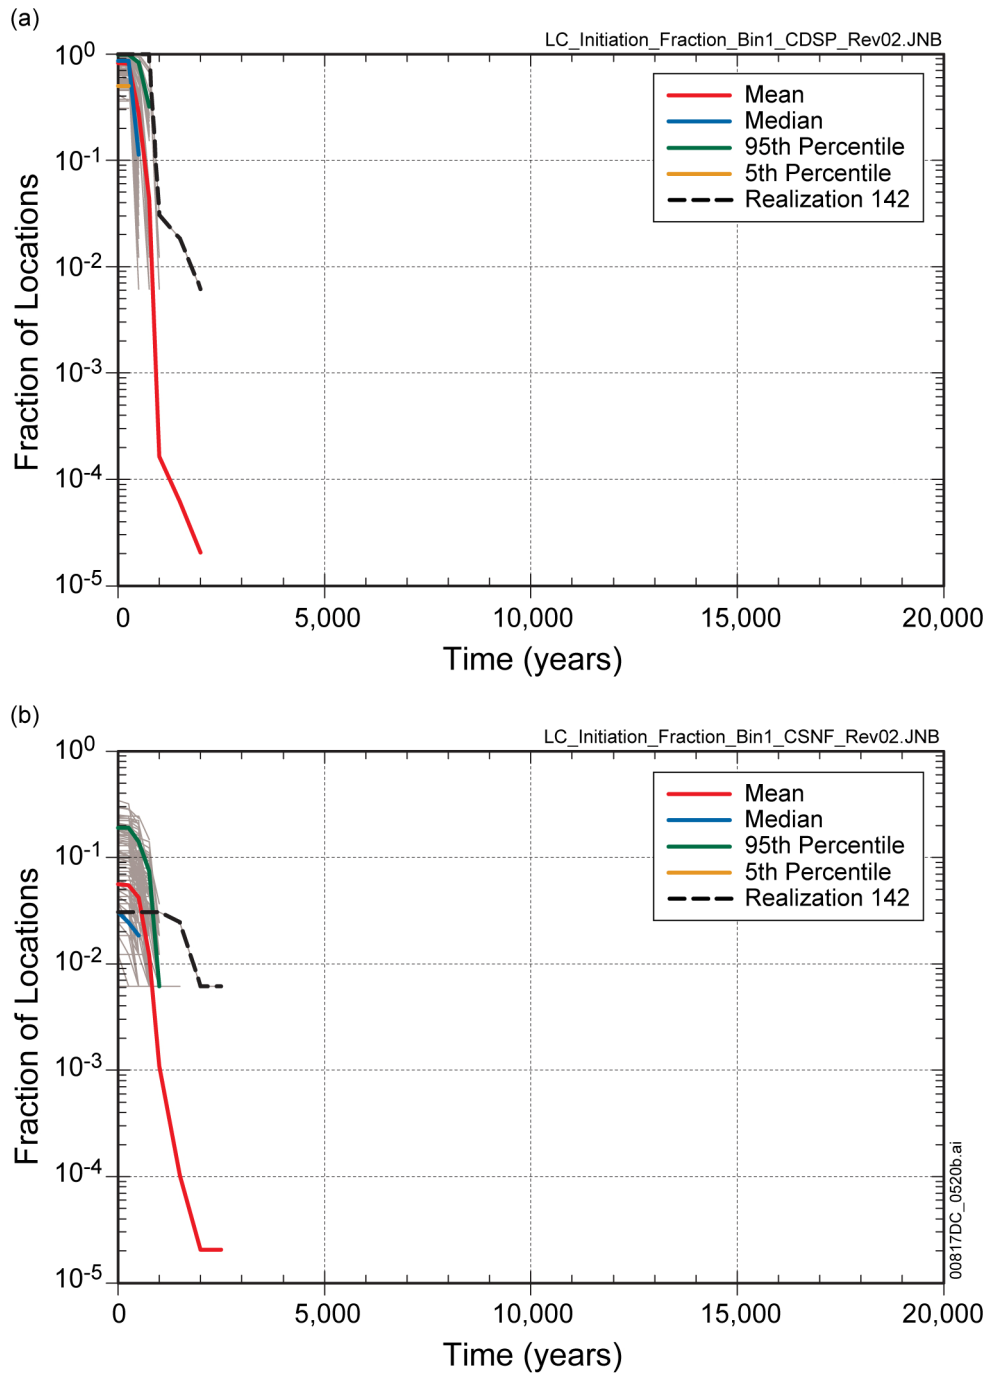 (a)
LC_Initiation_Fraction_Bin1_CDSP_Rev02.JNB
Fraction of Locations
10^0
10^-1
10^-2
10^-3
10^-4
10^-5
Mean
Median
95th Percentile
5th Percentile
Realization 142
0 5,000 10,000 15,000 20,000
Time (years)
(b)
LC_Initiation_Fraction_Bin1_CSNF_Rev02.JNB
Fraction of Locations
10^0
10^-1
10^-2
10^-3
10^-4
10^-5
Mean
Median
95th Percentile
5th Percentile
Realization 142
00817DC_0520b.ai
0 5,000 10,000 15,000 20,000
Time (years)